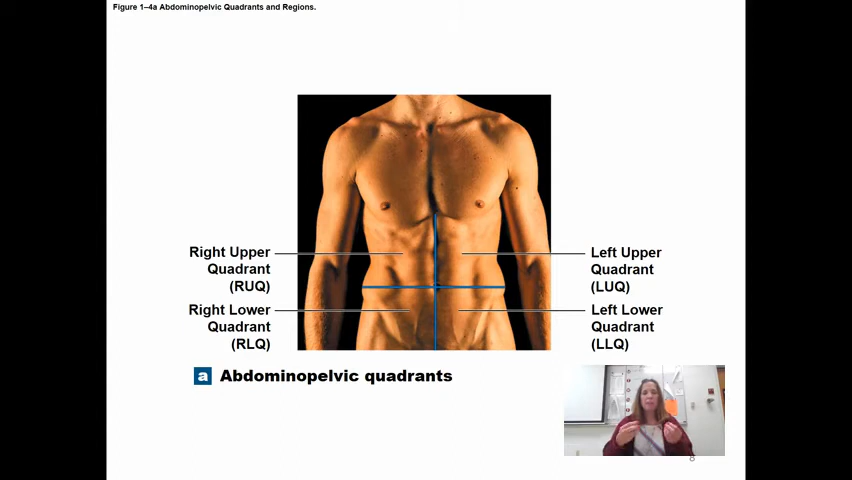 Figure 1–4a Abdominopelvic Quadrants and Regions.
Right Upper
Quadrant
(RUQ)
Left Upper
Quadrant
(LUQ)
Right Lower
Quadrant
(RLQ)
Left Lower
Quadrant
(LLQ)
a Abdominopelvic quadrants
8